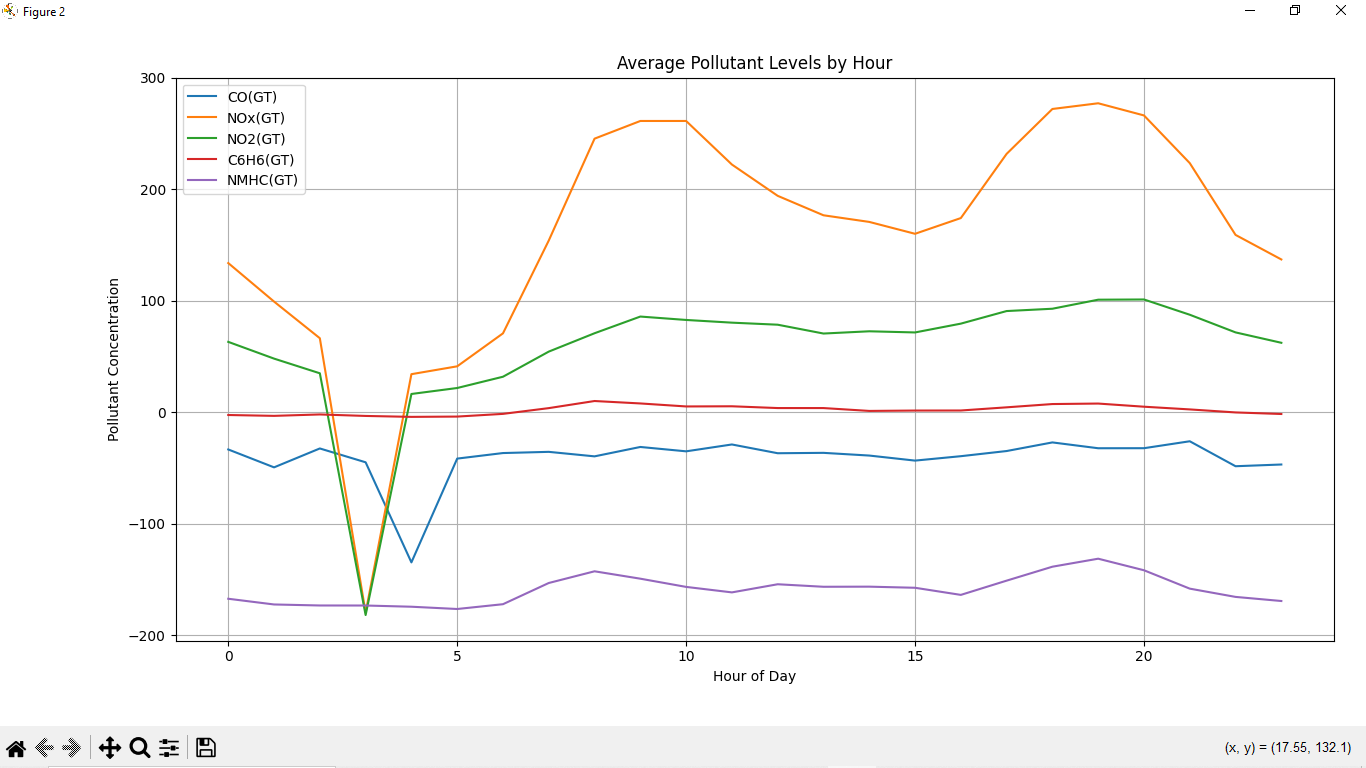 Figure 2
Average Pollutant Levels by Hour
CO(GT)
NOx(GT)
NO2(GT)
C6H6(GT)
NMHC(GT)
300
200
100
0
−100
−200
Pollutant Concentration
0 5 10 15 20
Hour of Day
(x, y) = (17.55, 132.1)